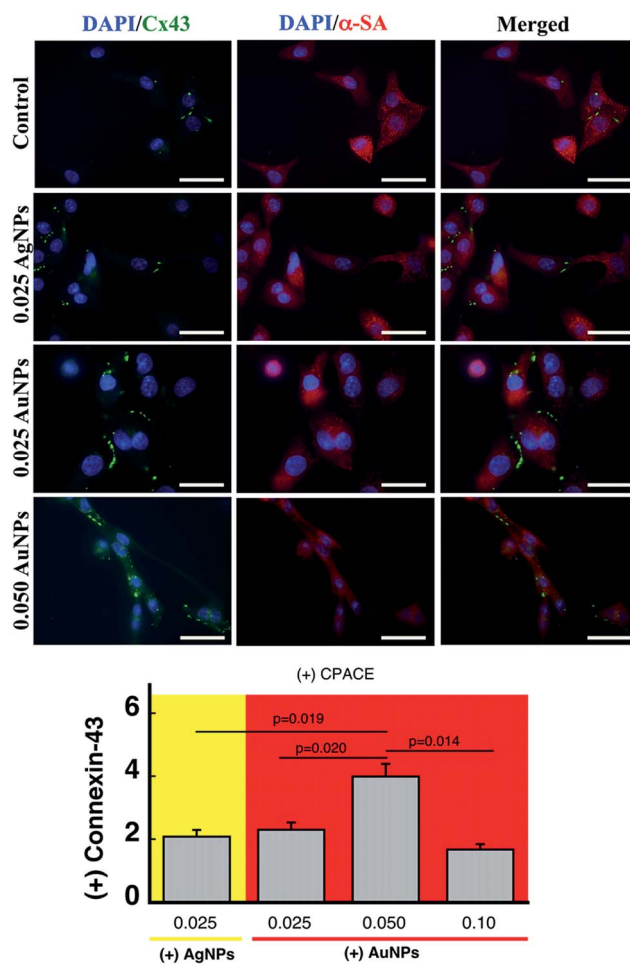 DAPI/Cx43 DAPI/α-SA Merged
Control
0.025 AgNPs
0.025 AuNPs
0.050 AuNPs
(+) CPACE
(+) Connexin-43
6
4
2
0
p=0.019
p=0.020 p=0.014
0.025 0.025 0.050 0.10
(+) AgNPs (+) AuNPs